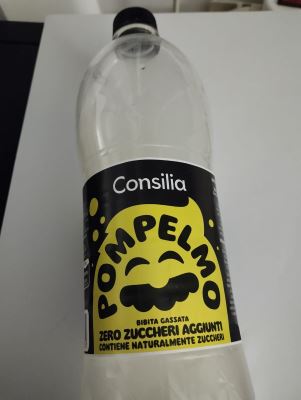 Consilia
POMPELMO
BIBITA GASSATA
ZERO ZUCCHERI AGGIUNTI
CONTIENE NATURALMENTE ZUCCHERI